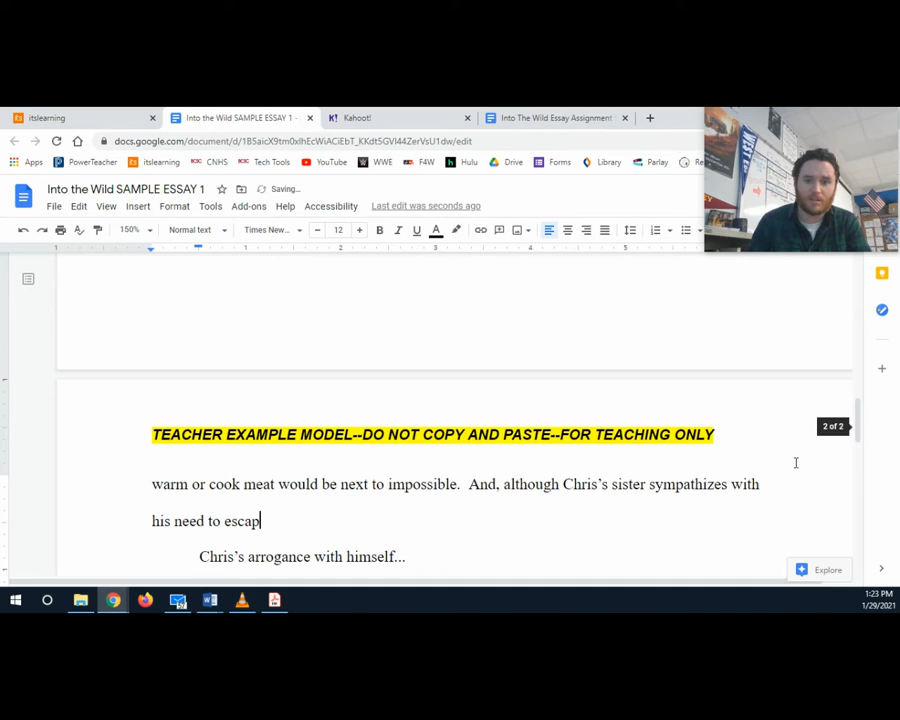 itslearning
Into the Wild SAMPLE ESSAY 1 -
Kahoot!
Into The Wild Essay Assignment
docs.google.com/document/d/1B5aicX9tm0xlhEcWiACiEbT_KKdt5GVl44ZerVsU1dw/edit
Apps PowerTeacher itslearning CNHS Tech Tools YouTube WWE F4W Hulu Drive Forms Library Parlay Re
Into the Wild SAMPLE ESSAY 1 Saving...
File Edit View Insert Format Tools Add-ons Help Accessibility Last edit was seconds ago
150% Normal text Times New... 12 B I U A
TEACHER EXAMPLE MODEL--DO NOT COPY AND PASTE--FOR TEACHING ONLY
2 of 2
warm or cook meat would be next to impossible. And, although Chris's sister sympathizes with
his need to escap
Chris's arrogance with himself...
Explore
1:23 PM
1/29/2021